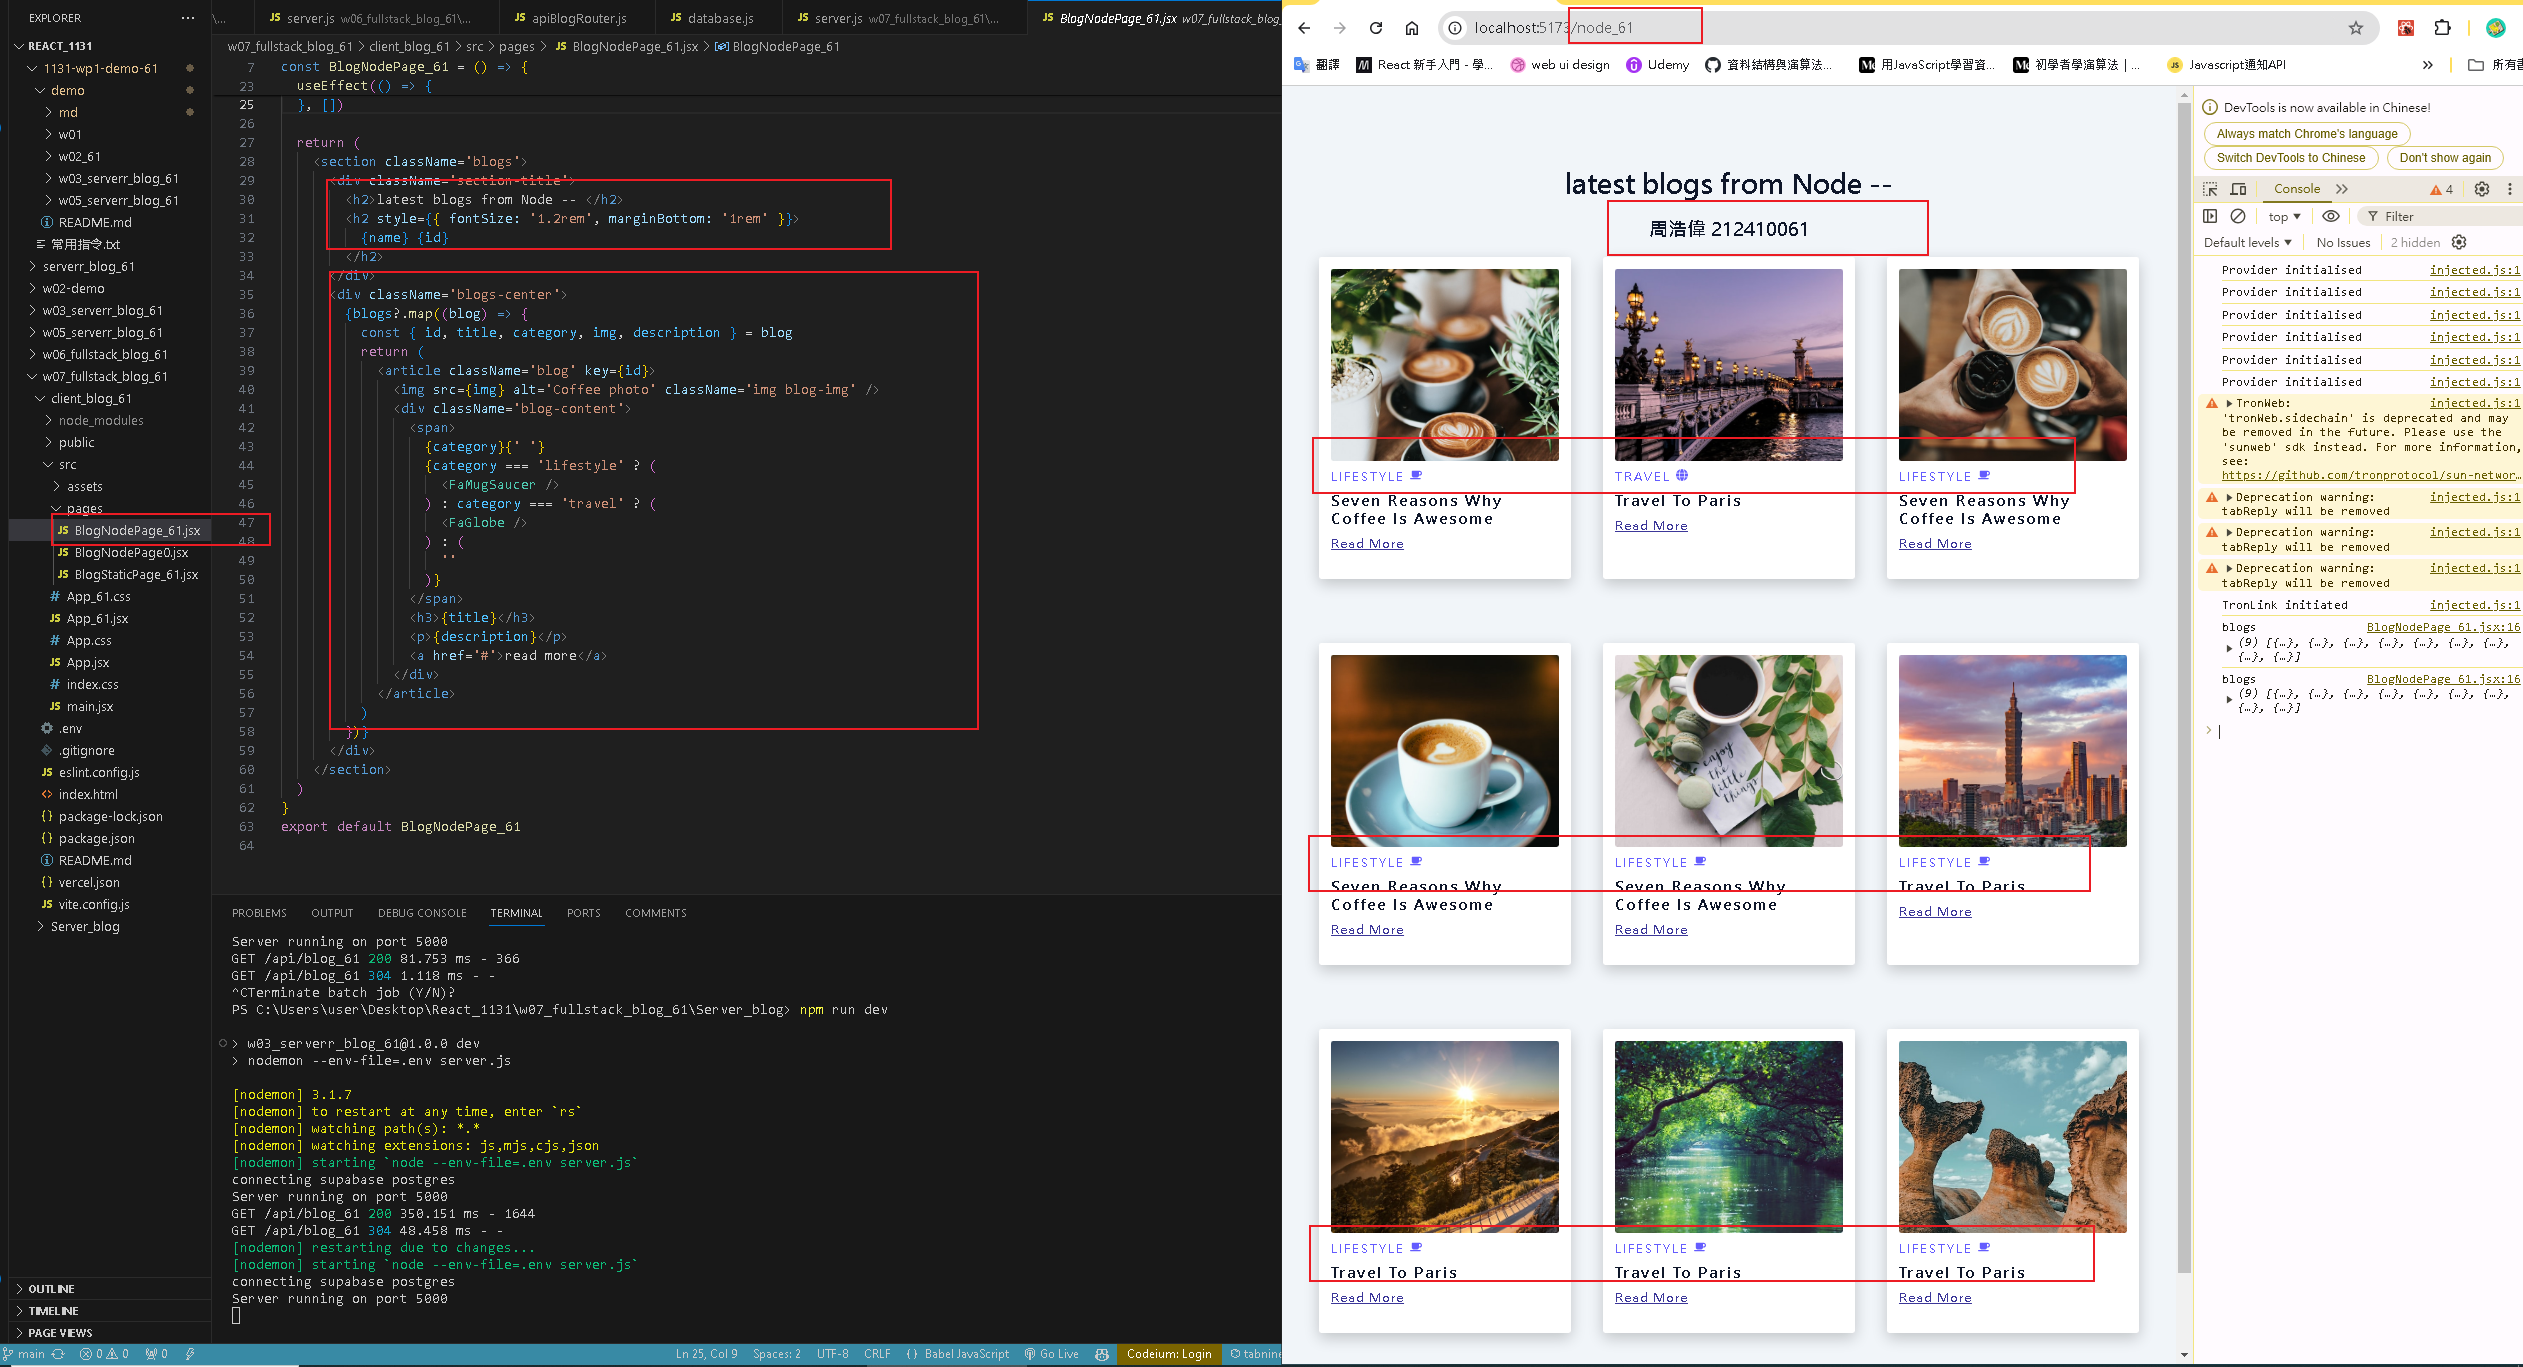 EXPLORER
REACT_1131
1131-wp1-demo-61
demo
md
w01
w02_61
w03_serverr_blog_61
w05_serverr_blog_61
README.md
常用指令.txt
serverr_blog_61
w02-demo
w03_serverr_blog_61
w05_serverr_blog_61
w06_fullstack_blog_61
w07_fullstack_blog_61
client_blog_61
node_modules
public
src
assets
pages
BlogNodePage_61.jsx
BlogNodePage0.jsx
BlogStaticPage_61.jsx
App_61.css
App_61.jsx
App.css
App.jsx
index.css
main.jsx
.env
.gitignore
eslint.config.js
index.html
package-lock.json
package.json
README.md
vercel.json
vite.config.js
Server_blog
OUTLINE
TIMELINE
PAGE VIEWS
server.js w06_fullstack_blog_61\...
apiBlogRouter.js
database.js
server.js w07_fullstack_blog_61\...
BlogNodePage_61.jsx w07_fullstack_blog_61
w07_fullstack_blog_61 > client_blog_61 > src > pages > BlogNodePage_61.jsx > BlogNodePage_61
7 const BlogNodePage_61 = () => {
23 useEffect(() => {
25 }, [])
26
27 return (
28 <section className='blogs'>
29 <div className='section-title'>
30 <h2>latest blogs from Node -- </h2>
31 <h2 style={{ fontSize: '1.2rem', marginBottom: '1rem' }}>
32 {name} {id}
33 </h2>
34 </div>
35 <div className='blogs-center'>
36 {blogs?.map((blog) => {
37 const { id, title, category, img, description } = blog
38 return (
39 <article className='blog' key={id}>
40 <img src={img} alt='Coffee photo' className='img blog-img' />
41 <div className='blog-content'>
42 <span>
43 {category}{' '}
44 {category === 'lifestyle' ? (
45 <FaMugSaucer />
46 ) : category === 'travel' ? (
47 <FaGlobe />
48 ) : (
49 ''
50 )}
51 </span>
52 <h3>{title}</h3>
53 <p>{description}</p>
54 <a href='#'>read more</a>
55 </div>
56 </article>
57 )
58 })}
59 </div>
60 </section>
61 )
62 }
63 export default BlogNodePage_61
64
PROBLEMS OUTPUT DEBUG CONSOLE TERMINAL PORTS COMMENTS
Server running on port 5000
GET /api/blog_61 200 81.753 ms - 366
GET /api/blog_61 304 1.118 ms - -
^CTerminate batch job (Y/N)?
PS C:\Users\user\Desktop\React_1131\w07_fullstack_blog_61\Server_blog> npm run dev
> w03_serverr_blog_61@1.0.0 dev
> nodemon --env-file=.env server.js
[nodemon] 3.1.7
[nodemon] to restart at any time, enter `rs`
[nodemon] watching path(s): *.*
[nodemon] watching extensions: js,mjs,cjs,json
[nodemon] starting `node --env-file=.env server.js`
connecting supabase postgres
Server running on port 5000
GET /api/blog_61 200 350.151 ms - 1644
GET /api/blog_61 304 48.458 ms - -
[nodemon] restarting due to changes...
[nodemon] starting `node --env-file=.env server.js`
connecting supabase postgres
Server running on port 5000
main 0 0 0 Ln 25, Col 9 Spaces: 2 UTF-8 CRLF {} Babel JavaScript Go Live Codeium: Login tabnine
localhost:5173/node_61
翻譯 React 新手入門 - 學... web ui design Udemy 資料結構與演算法... 用JavaScript學習資... 初學者學演算法 | ... Javascript通知API
latest blogs from Node --
周浩偉 212410061
LIFESTYLE TRAVEL LIFESTYLE
Seven Reasons Why Coffee Is Awesome
Read More
Travel To Paris
Read More
Seven Reasons Why Coffee Is Awesome
Read More
LIFESTYLE LIFESTYLE LIFESTYLE
Seven Reasons Why Coffee Is Awesome
Read More
Seven Reasons Why Coffee Is Awesome
Read More
Travel To Paris
Read More
enjoy the little things
LIFESTYLE LIFESTYLE LIFESTYLE
Travel To Paris Travel To Paris Travel To Paris
Read More Read More Read More
DevTools is now available in Chinese!
Always match Chrome's language
Switch DevTools to Chinese Don't show again
Console 4
top Filter
Default levels No Issues 2 hidden
Provider initialised injected.js:1
Provider initialised injected.js:1
Provider initialised injected.js:1
Provider initialised injected.js:1
Provider initialised injected.js:1
Provider initialised injected.js:1
TronWeb: injected.js:1
'tronWeb.sidechain' is deprecated and may
be removed in the future. Please use the
'sunweb' sdk instead. For more information,
see:
https://github.com/tronprotocol/sun-networ...
Deprecation warning: injected.js:1
tabReply will be removed
Deprecation warning: injected.js:1
tabReply will be removed
Deprecation warning: injected.js:1
tabReply will be removed
TronLink initiated injected.js:1
blogs BlogNodePage_61.jsx:16
(9) [{…}, {…}, {…}, {…}, {…}, {…}, {…},
{…}, {…}]
blogs BlogNodePage_61.jsx:16
(9) [{…}, {…}, {…}, {…}, {…}, {…}, {…},
{…}, {…}]